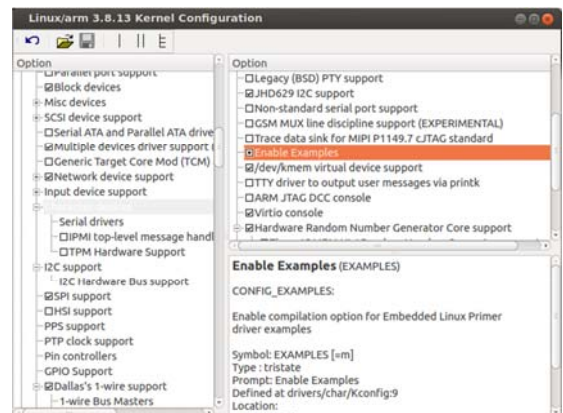 Linux/arm 3.8.13 Kernel Configuration
Option
Parallel port support
Block devices
Misc devices
SCSI device support
Serial ATA and Parallel ATA drive
Multiple devices driver support
Generic Target Core Mod (TCM)
Network device support
Input device support
Serial drivers
IPMI top-level message handl
TPM Hardware Support
I2C support
I2C Hardware Bus support
SPI support
HSI support
PPS support
PTP clock support
Pin controllers
GPIO Support
Dallas's 1-wire support
1-wire Bus Masters
Option
Legacy (BSD) PTY support
JHD629 I2C support
Non-standard serial port support
GSM MUX line discipline support (EXPERIMENTAL)
Trace data sink for MIPI P1149.7 cJTAG standard
Enable Examples
/dev/kmem virtual device support
TTY driver to output user messages via printk
ARM JTAG DCC console
Virtio console
Hardware Random Number Generator Core support
Enable Examples (EXAMPLES)
CONFIG_EXAMPLES:
Enable compilation option for Embedded Linux Primer
driver examples
Symbol: EXAMPLES [=m]
Type : tristate
Prompt: Enable Examples
Defined at drivers/char/Kconfig:9
Location: